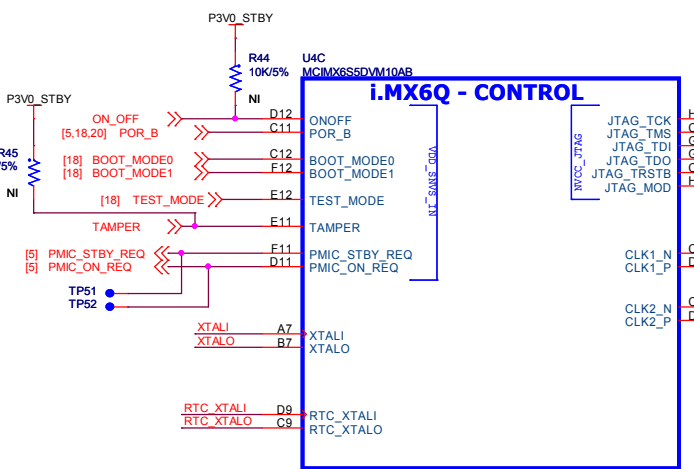 P3V0_STBY
R44
10K/5%
NI
U4C
MCIMX6S5DVM10AB
i.MX6Q - CONTROL
P3V0_STBY
R45
/5%
NI
ON_OFF
D12
ONOFF
[5,18,20] POR_B
C11
POR_B
[18] BOOT_MODE0
C12
BOOT_MODE0
[18] BOOT_MODE1
F12
BOOT_MODE1
[18] TEST_MODE
E12
TEST_MODE
TAMPER
E11
TAMPER
[5] PMIC_STBY_REQ
F11
PMIC_STBY_REQ
[5] PMIC_ON_REQ
D11
PMIC_ON_REQ
TP51
TP52
VDD_SNVS_IN
NVCC_JTAG
JTAG_TCK
JTAG_TMS
JTAG_TDI
JTAG_TDO
JTAG_TRSTB
JTAG_MOD
CLK1_N
CLK1_P
CLK2_N
CLK2_P
XTALI
A7
XTALI
XTALO
B7
XTALO
RTC_XTALI
D9
RTC_XTALI
RTC_XTALO
C9
RTC_XTALO